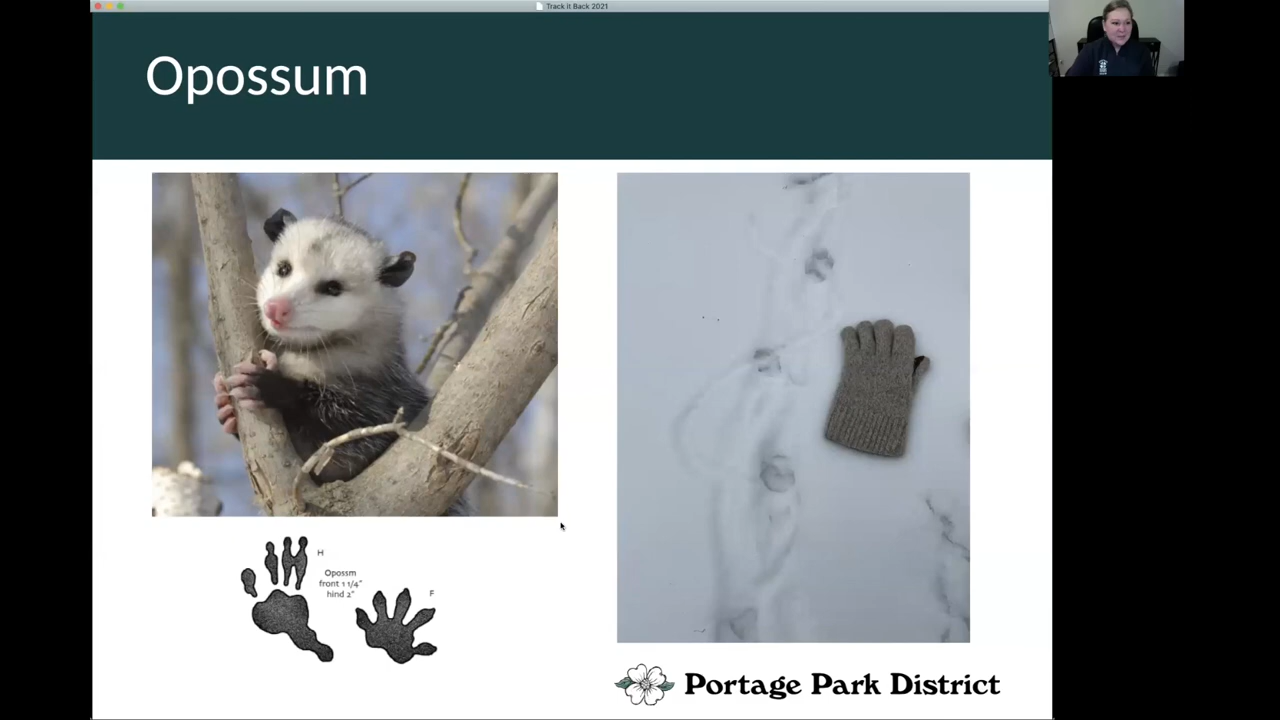 Track it Back 2021
Opossum
H
Opossm
front 1 1/4"
hind 2"
F
Portage Park District